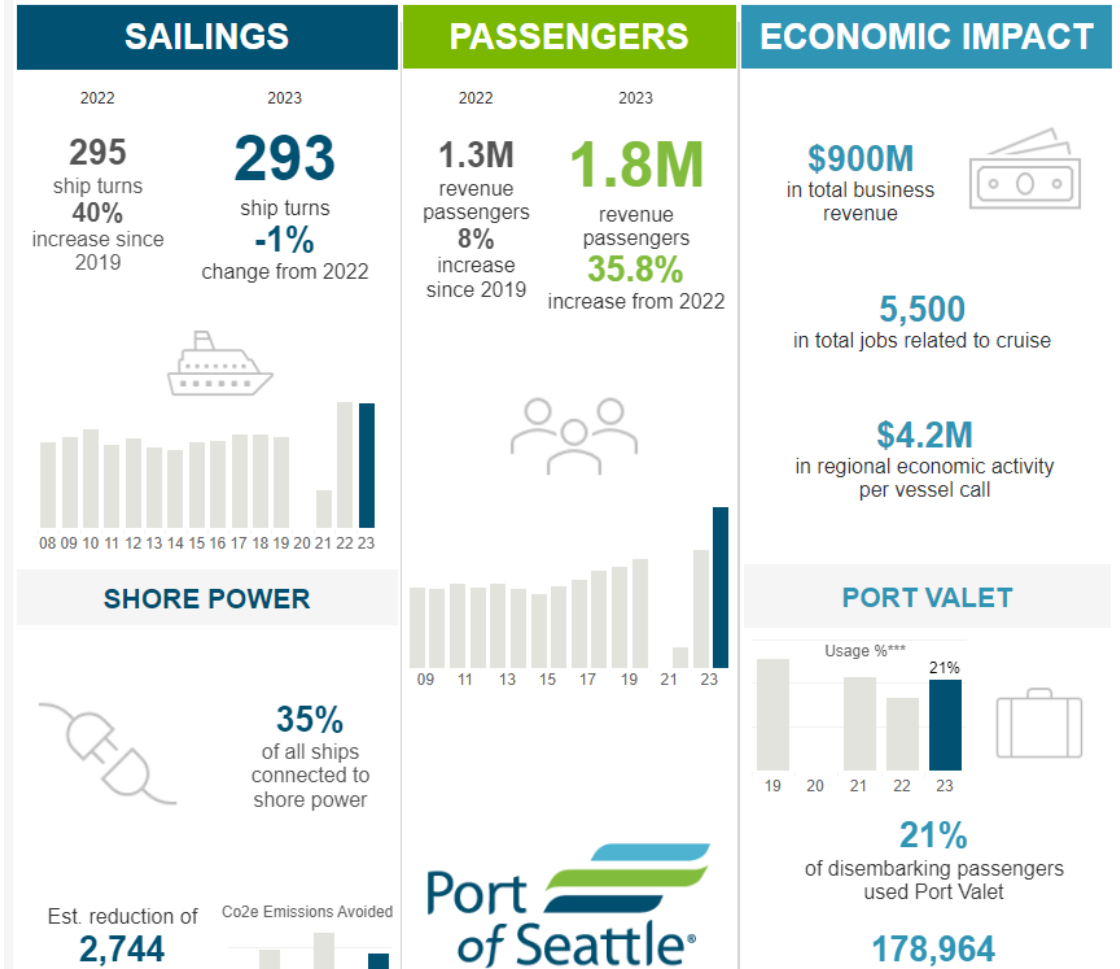 SAILINGS
2022
2023
295
ship turns
40%
increase since
2019
293
ship turns
-1%
change from 2022
08 09 10 11 12 13 14 15 16 17 18 19 20 21 22 23
SHORE POWER
35%
of all ships
connected to
shore power
Est. reduction of
2,744
Co2e Emissions Avoided
PASSENGERS
2022
2023
1.3M
revenue
passengers
8%
increase
since 2019
1.8M
revenue
passengers
35.8%
increase from 2022
09 11 13 15 17 19 21 23
Port
of Seattle®
ECONOMIC IMPACT
$900M
in total business
revenue
5,500
in total jobs related to cruise
$4.2M
in regional economic activity
per vessel call
PORT VALET
Usage %***
21%
19 20 21 22 23
21%
of disembarking passengers
used Port Valet
178,964